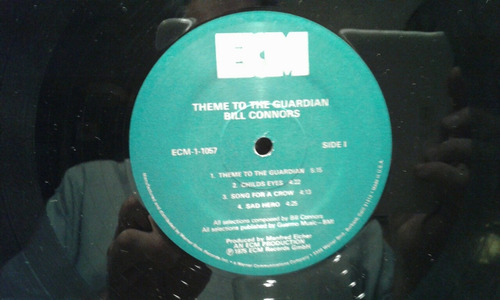 ECM
THEME TO THE GUARDIAN
BILL CONNORS
ECM-1-1057
SIDE I
1. THEME TO THE GUARDIAN 5:15
2. CHILDS EYES 4:22
3. SONG FOR A CROW 4:13
4. SAD HERO 4:25
All selections composed by Bill Connors
All selections published by Guanno Music—BMI
Produced by Manfred Eicher
AN ECM PRODUCTION
℗ 1975 ECM Records GmbH